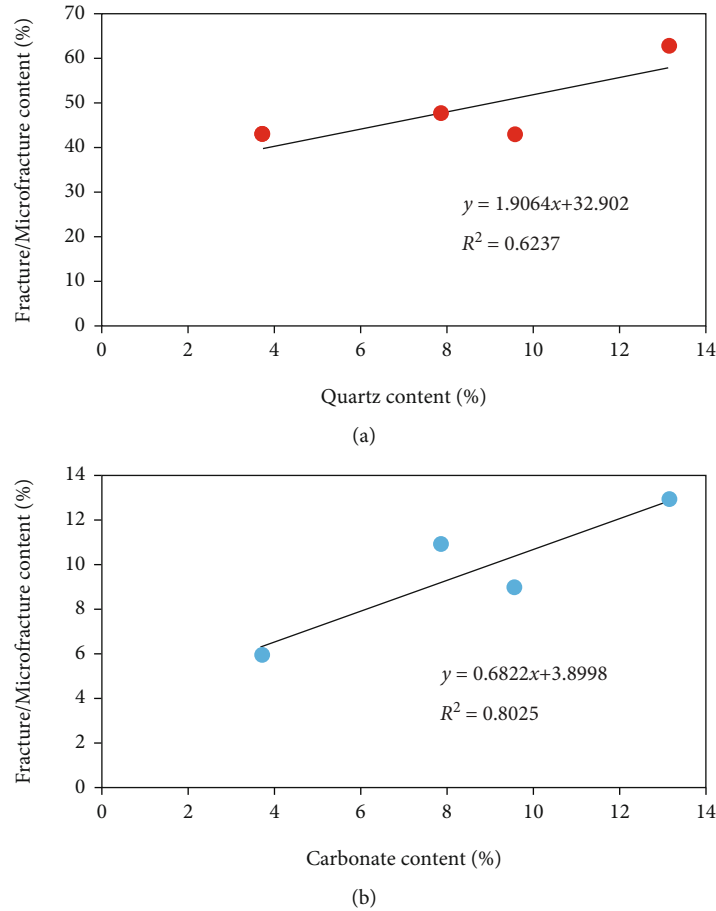 70
60
50
40
30
20
10
0
Fracture/Microfracture content (%)
y = 1.9064x+32.902
R² = 0.6237
0 2 4 6 8 10 12 14
Quartz content (%)
(a)
14
12
10
8
6
4
2
0
Fracture/Microfracture content (%)
y = 0.6822x+3.8998
R² = 0.8025
0 2 4 6 8 10 12 14
Carbonate content (%)
(b)